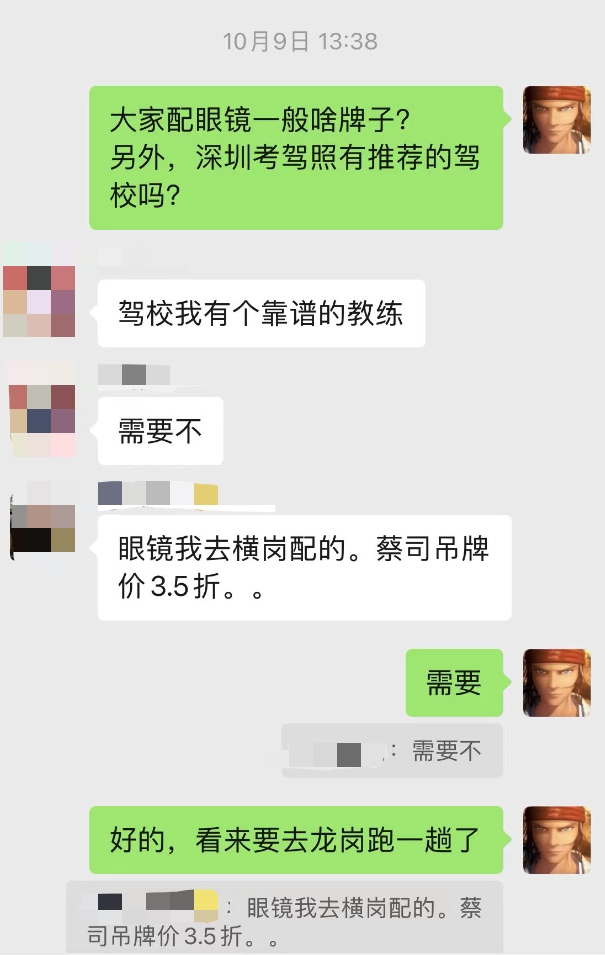 10月9日 13:38
大家配眼镜一般啥牌子?
另外，深圳考驾照有推荐的驾
校吗?
驾校我有个靠谱的教练
需要不
眼镜我去横岗配的。蔡司吊牌
价3.5折。。
需要
：需要不
好的，看来要去龙岗跑一趟了
：眼镜我去横岗配的。蔡
司吊牌价3.5折。。